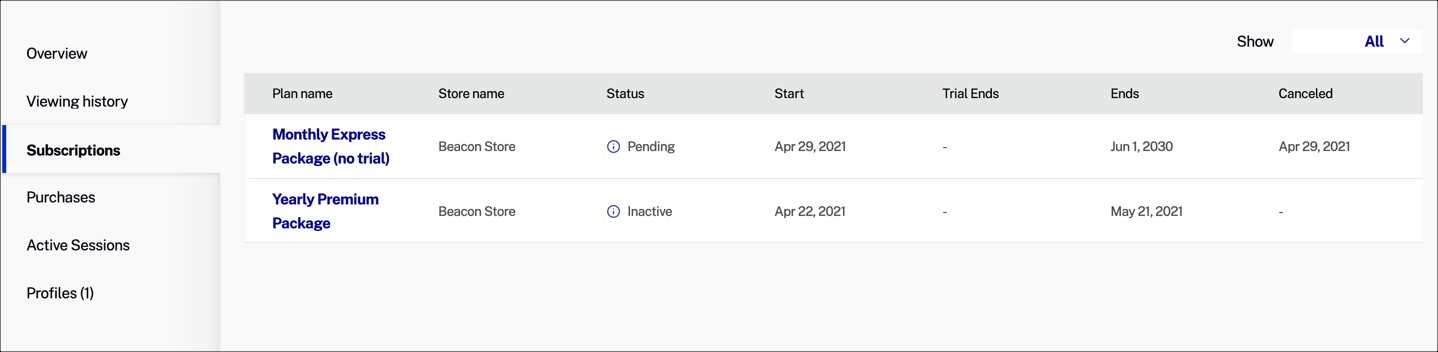 Overview
Viewing history
Subscriptions
Purchases
Active Sessions
Profiles (1)
Show All
Plan name Store name Status Start Trial Ends Ends Canceled
Monthly Express
Package (no trial) Beacon Store Pending Apr 29, 2021 - Jun 1, 2030 Apr 29, 2021
Yearly Premium
Package Beacon Store Inactive Apr 22, 2021 - May 21, 2021 -